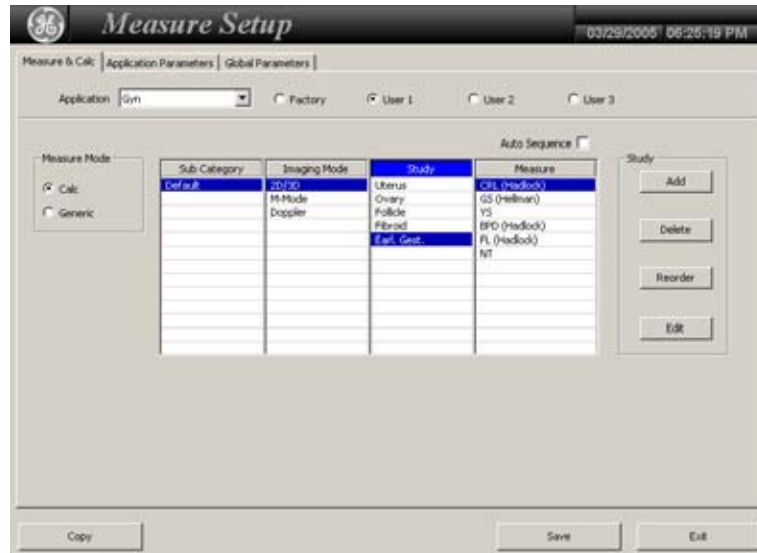 Measure Setup
03/29/2005 06:25:19 PM
Measure & Calc Application Parameters Global Parameters
Application Gyn Factory User 1 User 2 User 3
Auto Sequence
Measure Mode
Calc
Generic
Sub Category Imaging Mode Study Measure
Default 2D/3D Uterus CRL (Hadlock)
M-Mode Ovary GS (Hellman)
Doppler Follicle YS
Fibroid BPD (Hadlock)
Earl. Gest. FL (Hadlock)
NT
Study
Add
Delete
Reorder
Edit
Copy Save Exit